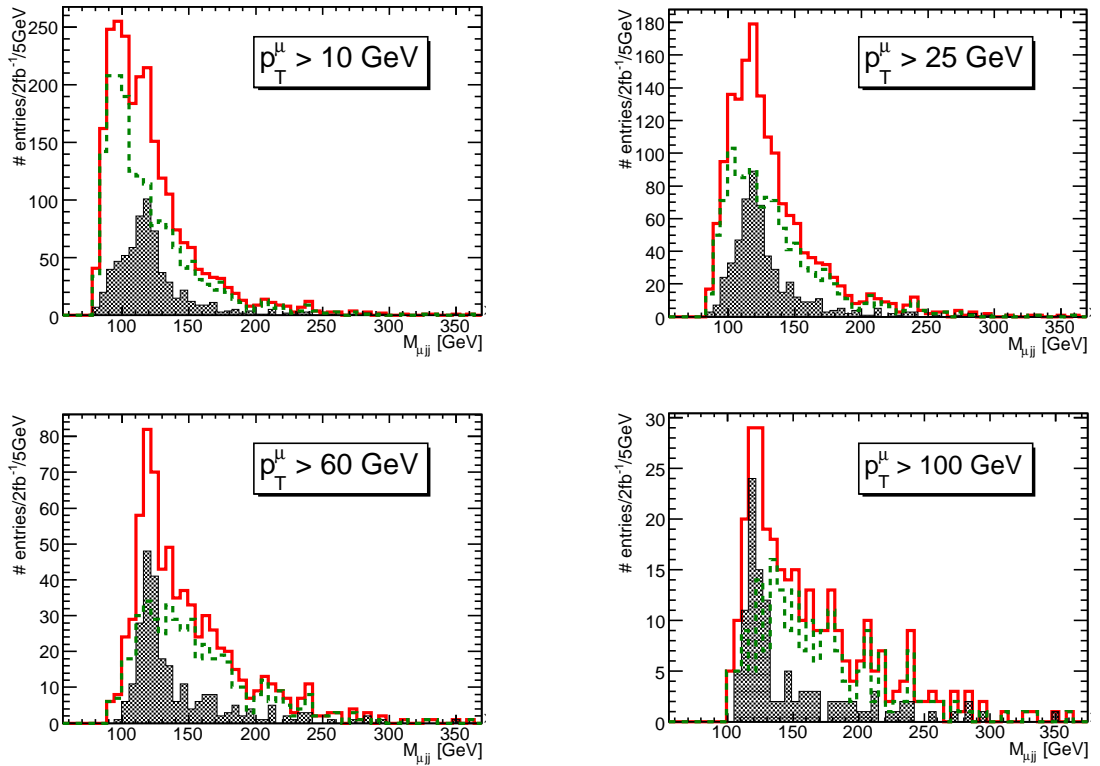 # entries/2fb⁻¹/5GeV
250
200
150
100
50
0
p_T^μ > 10 GeV
100 150 200 250 300 350
M_μjj [GeV]
# entries/2fb⁻¹/5GeV
180
160
140
120
100
80
60
40
20
0
p_T^μ > 25 GeV
100 150 200 250 300 350
M_μjj [GeV]
# entries/2fb⁻¹/5GeV
80
70
60
50
40
30
20
10
0
p_T^μ > 60 GeV
100 150 200 250 300 350
M_μjj [GeV]
# entries/2fb⁻¹/5GeV
30
25
20
15
10
5
0
p_T^μ > 100 GeV
100 150 200 250 300 350
M_μjj [GeV]